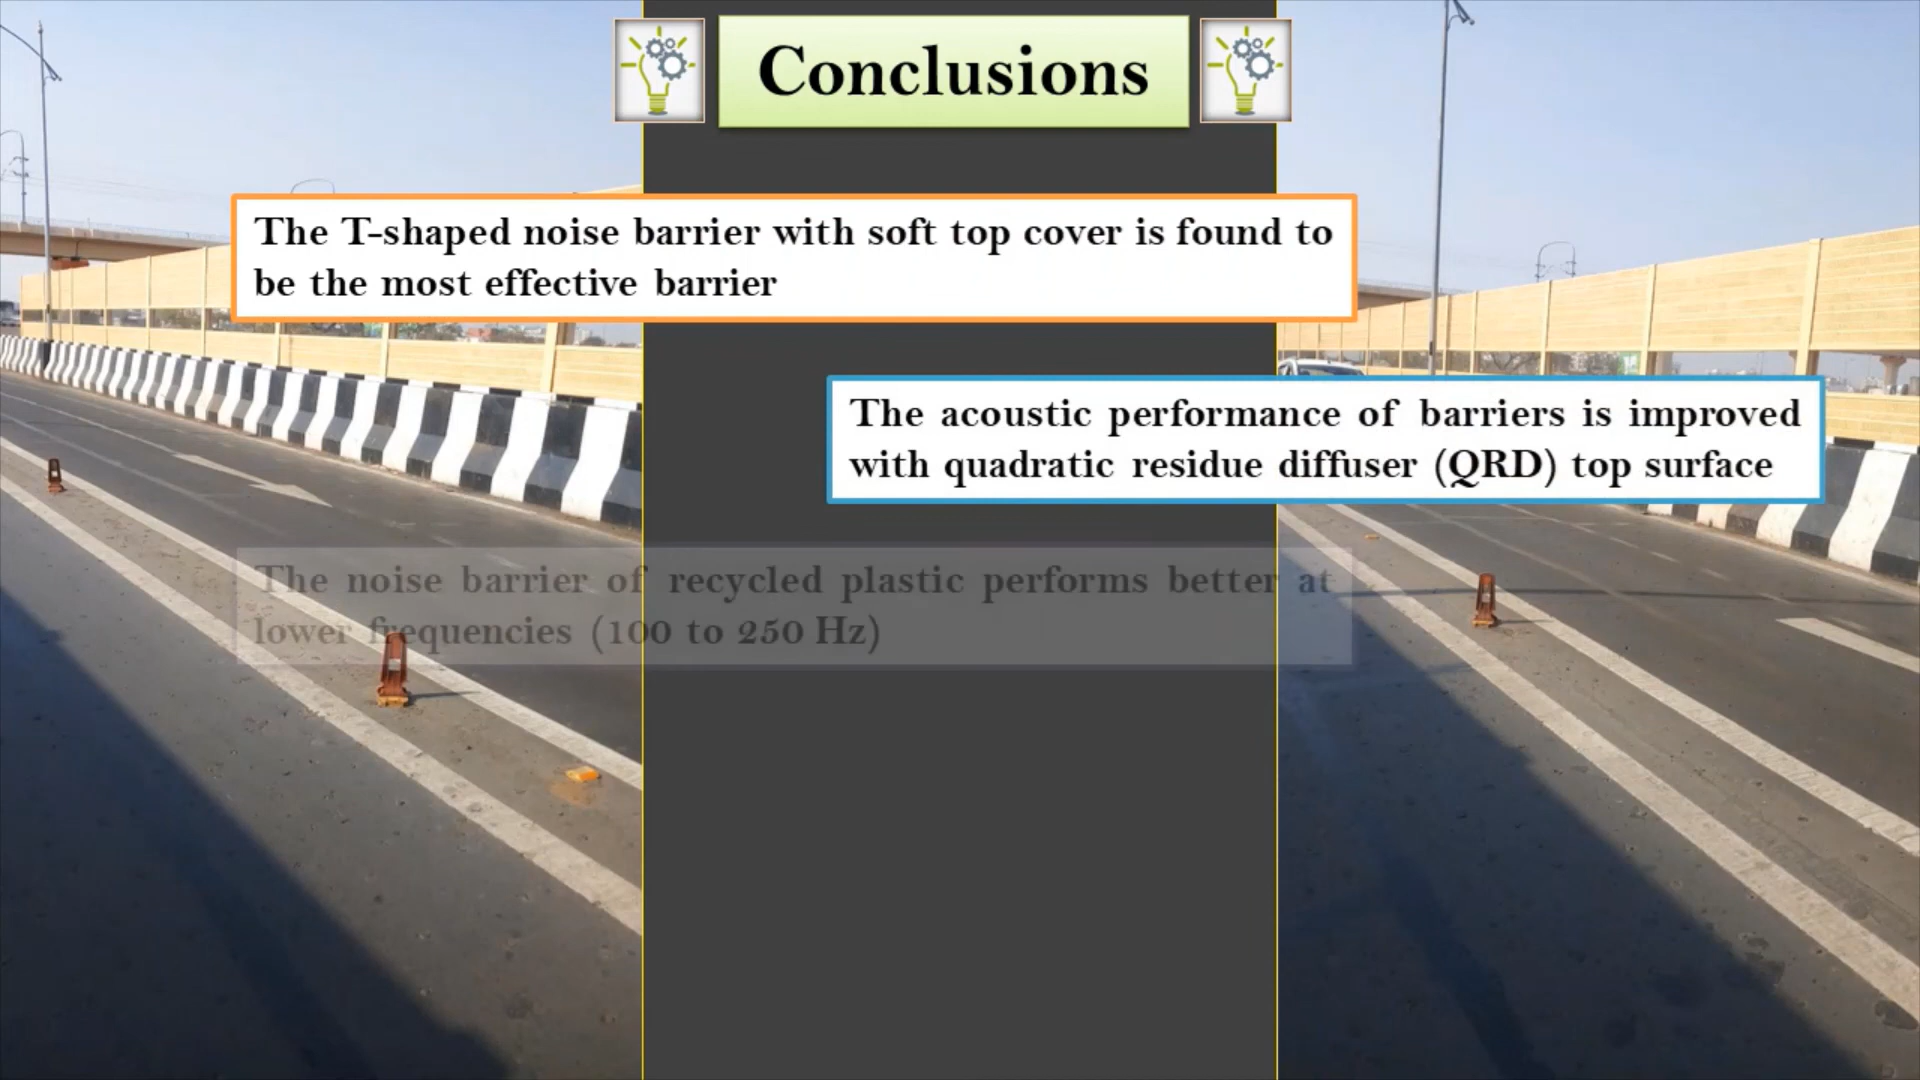 Conclusions
The T-shaped noise barrier with soft top cover is found to
be the most effective barrier
The acoustic performance of barriers is improved
with quadratic residue diffuser (QRD) top surface
The noise barrier of recycled plastic performs better at
lower frequencies (100 to 250 Hz)